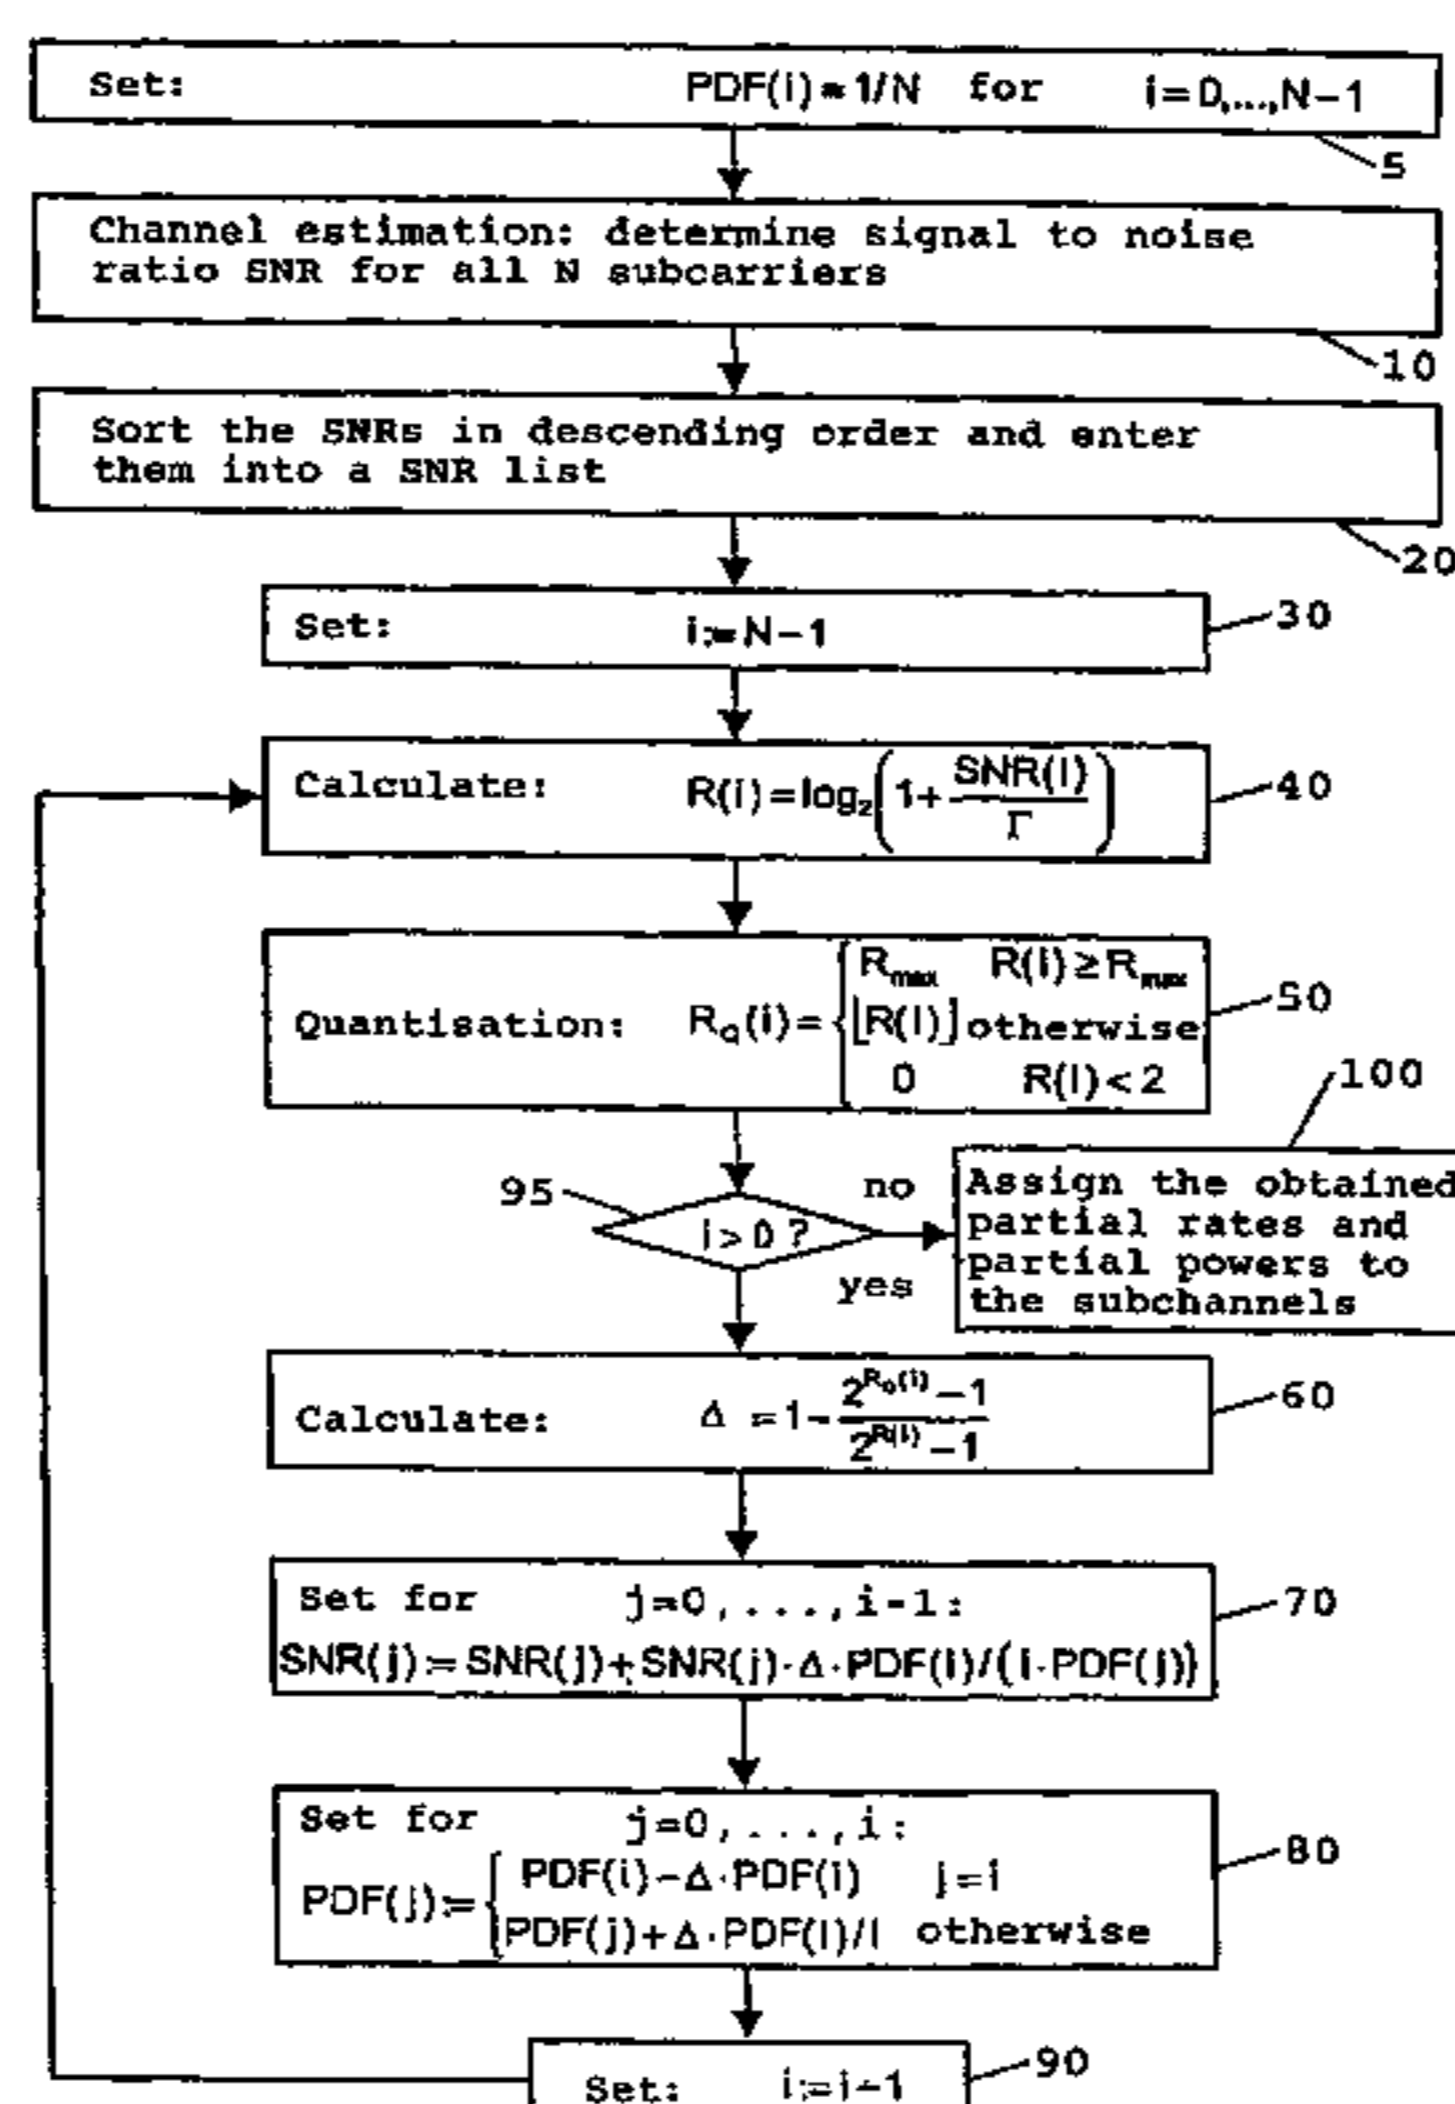 Set: PDF(i)=1/N for i=0,...,N-1
5
Channel estimation: determine signal to noise
ratio SNR for all N subcarriers
10
Sort the SNRs in descending order and enter
them into a SNR list
20
Set: i:=N-1
30
Calculate: R(i)=log₂(1+SNR(i)/Γ)
40
Quantisation: R_Q(i)={
R_max R(i)≥R_max
⌊R(i)⌋ otherwise
0 R(i)<2
50
100
95
i>0?
no
yes
Assign the obtained
partial rates and
partial powers to
the subchannels
Calculate: Δ=1-(2^{R_Q(i)}-1)/(2^{R(i)}-1)
60
Set for j=0,...,i-1:
SNR(j):=SNR(j)+SNR(j)·Δ·PDF(i)/(i·PDF(j))
70
Set for j=0,...,i:
PDF(j):={
PDF(i)-Δ·PDF(i) j=i
PDF(j)+Δ·PDF(i)/i otherwise
80
Set: i:=i-1
90